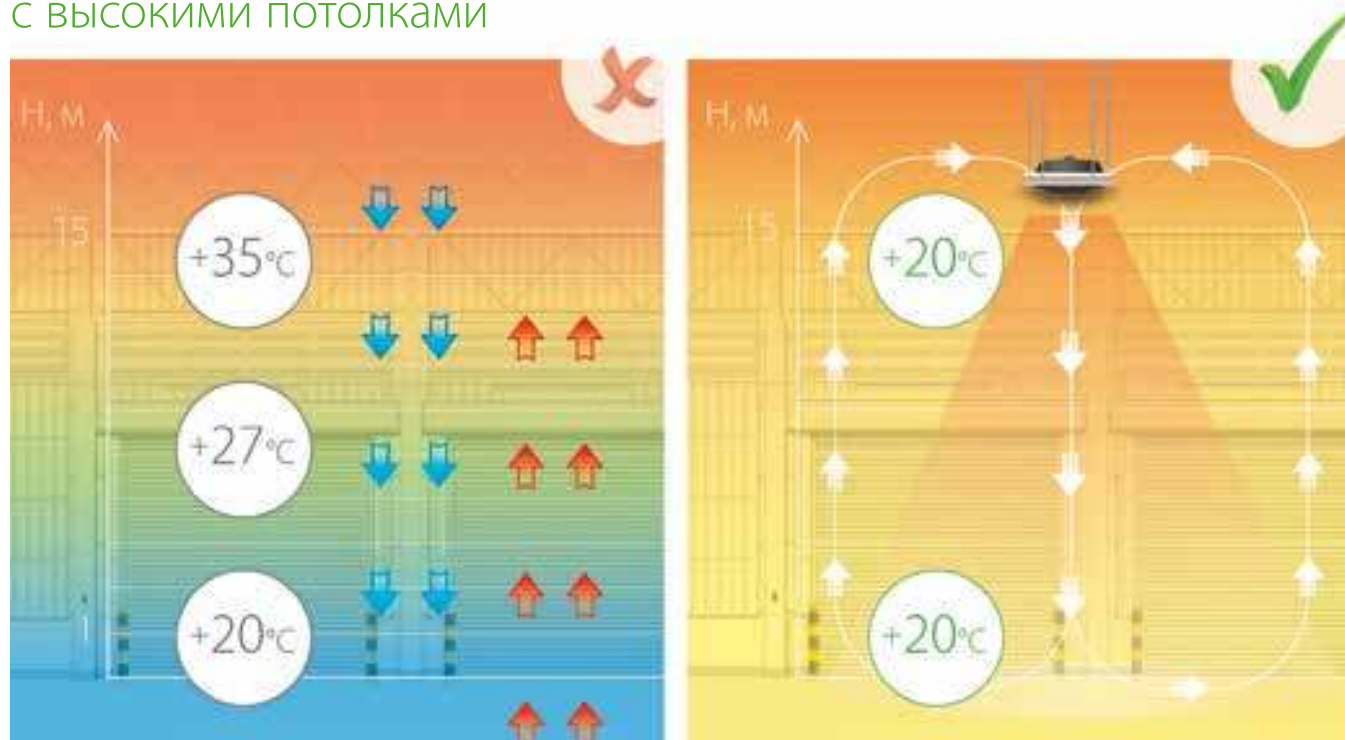 с высокими потолками
Н, м
15
+35°C
+27°C
1
+20°C
Н, м
15
+20°C
+20°C